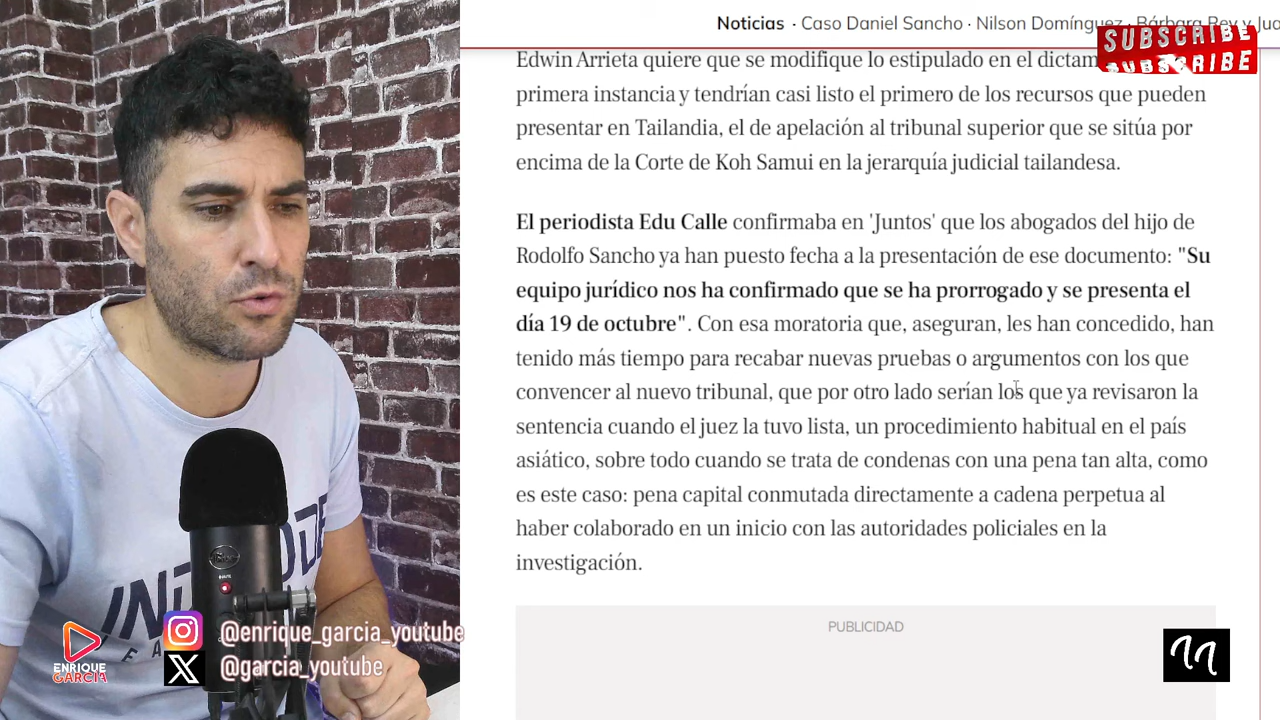 Noticias · Caso Daniel Sancho · Nilson Domínguez · Bárbara Rey y Jua
SUBSCRIBE
SUBSCRIBE
Edwin Arrieta quiere que se modifique lo estipulado en el
primera instancia y tendrían casi listo el primero de los recursos que pueden
presentar en Tailandia, el de apelación al tribunal superior que se sitúa por
encima de la Corte de Koh Samui en la jerarquía judicial tailandesa.
El periodista Edu Calle confirmaba en 'Juntos' que los abogados del hijo de
Rodolfo Sancho ya han puesto fecha a la presentación de ese documento: "Su
equipo jurídico nos ha confirmado que se ha prorrogado y se presenta el
día 19 de octubre". Con esa moratoria que, aseguran, les han concedido, han
tenido más tiempo para recabar nuevas pruebas o argumentos con los que
convencer al nuevo tribunal, que por otro lado serían los que ya revisaron la
sentencia cuando el juez la tuvo lista, un procedimiento habitual en el país
asiático, sobre todo cuando se trata de condenas con una pena tan alta, como
es este caso: pena capital conmutada directamente a cadena perpetua al
haber colaborado en un inicio con las autoridades policiales en la
investigación.
PUBLICIDAD
@enrique_garcia_youtube
@garcia_youtube
ENRIQUE
GARCIA